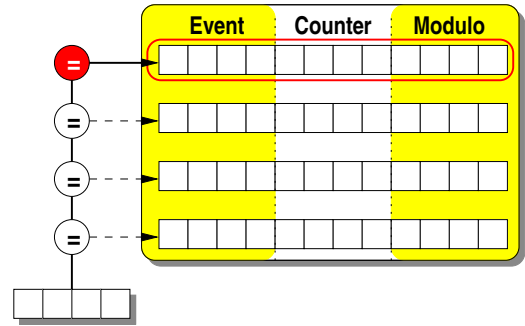 Event Counter Modulo
=
=
=
=